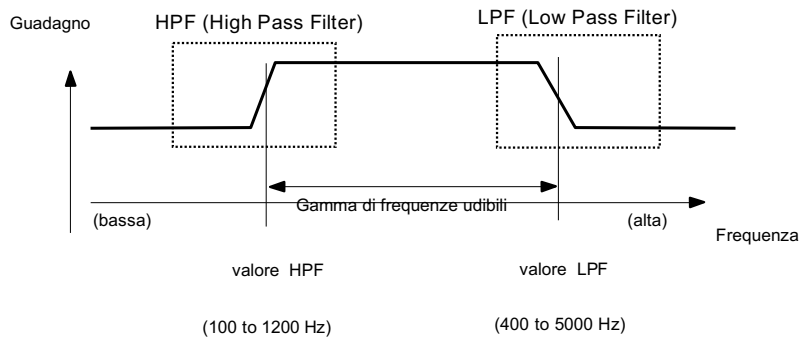 Guadagno
HPF (High Pass Filter)
LPF (Low Pass Filter)
Gamma di frequenze udibili
(bassa)
(alta)
Frequenza
valore HPF
valore LPF
(100 to 1200 Hz)
(400 to 5000 Hz)